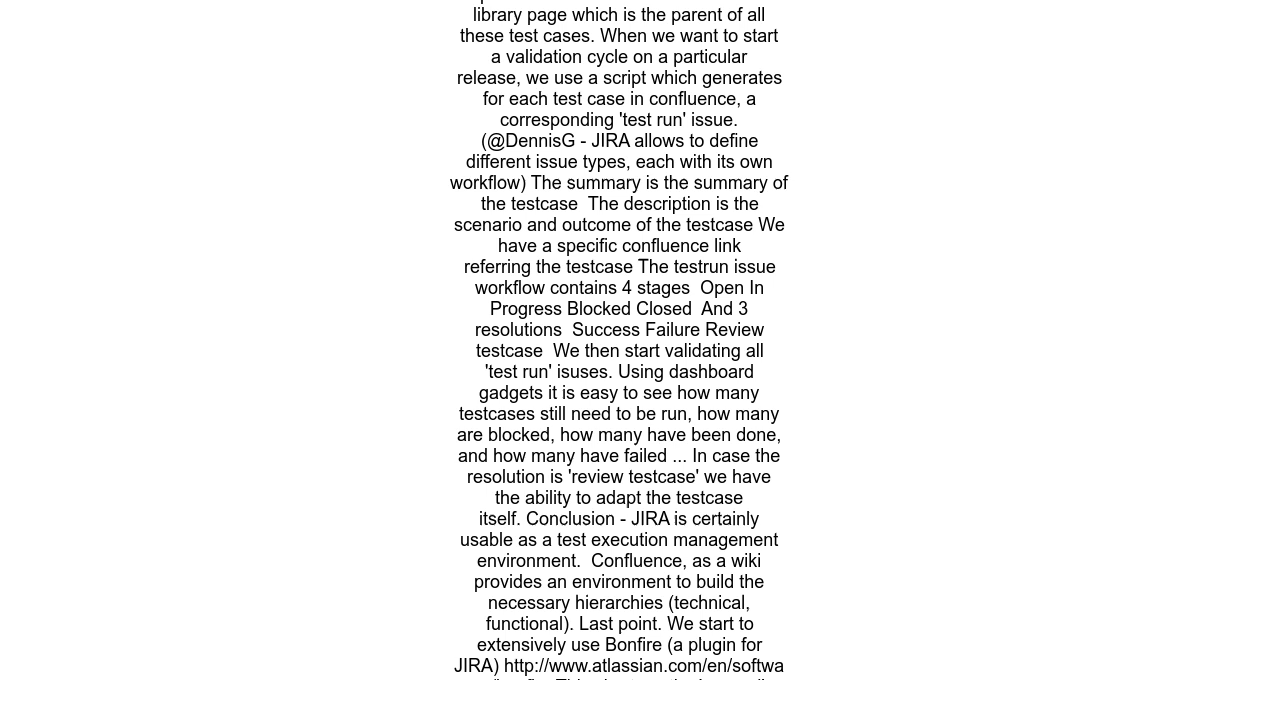 library page which is the parent of all
these test cases. When we want to start
a validation cycle on a particular
release, we use a script which generates
for each test case in confluence, a
corresponding 'test run' issue.
(@DennisG - JIRA allows to define
different issue types, each with its own
workflow) The summary is the summary of
the testcase  The description is the
scenario and outcome of the testcase We
have a specific confluence link
referring the testcase The testrun issue
workflow contains 4 stages  Open In
Progress Blocked Closed  And 3
resolutions  Success Failure Review
testcase  We then start validating all
'test run' isuses. Using dashboard
gadgets it is easy to see how many
testcases still need to be run, how many
are blocked, how many have been done,
and how many have failed ... In case the
resolution is 'review testcase' we have
the ability to adapt the testcase
itself. Conclusion - JIRA is certainly
usable as a test execution management
environment.  Confluence, as a wiki
provides an environment to build the
necessary hierarchies (technical,
functional). Last point. We start to
extensively use Bonfire (a plugin for
JIRA) http://www.atlassian.com/en/softwa